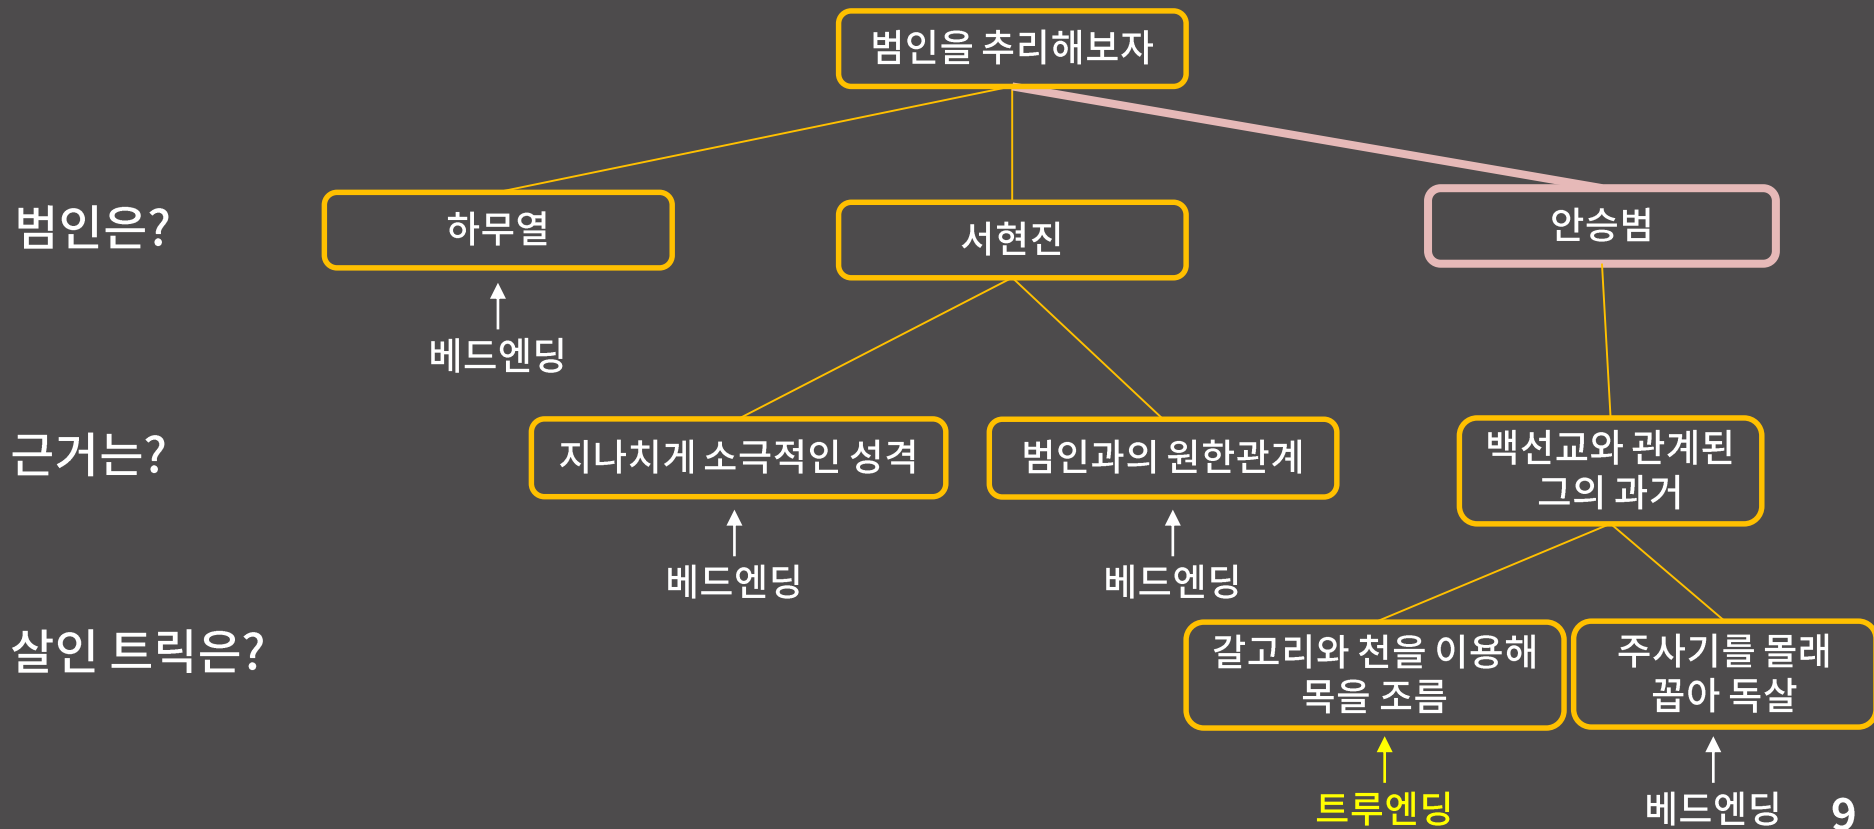 범인을 추리해보자
범인은?
하무열
서현진
안승범
베드엔딩
근거는?
지나치게 소극적인 성격
범인과의 원한관계
백선교와 관계된
그의 과거
베드엔딩
베드엔딩
살인 트릭은?
갈고리와 천을 이용해
목을 조름
주사기를 몰래
꼽아 독살
트루엔딩
베드엔딩
9